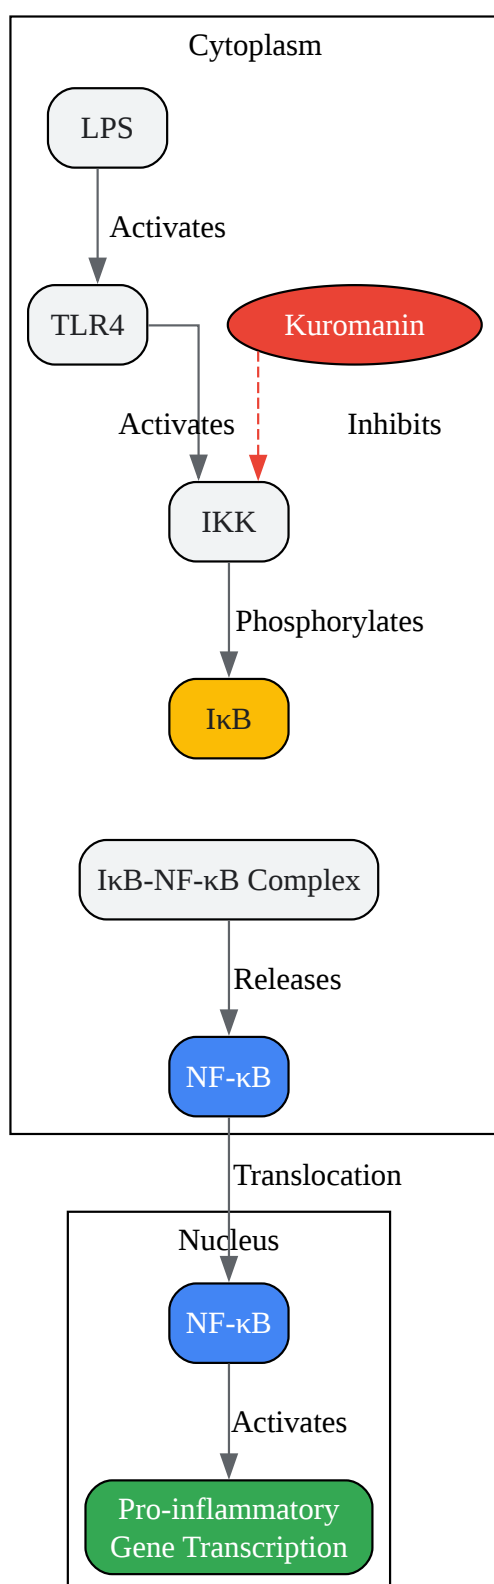 Cytoplasm
LPS
Activates
TLR4
Kuromanin
Activates
Inhibits
IKK
Phosphorylates
IκB
IκB-NF-κB Complex
Releases
NF-κB
Translocation
Nucleus
NF-κB
Activates
Pro-inflammatory
Gene Transcription